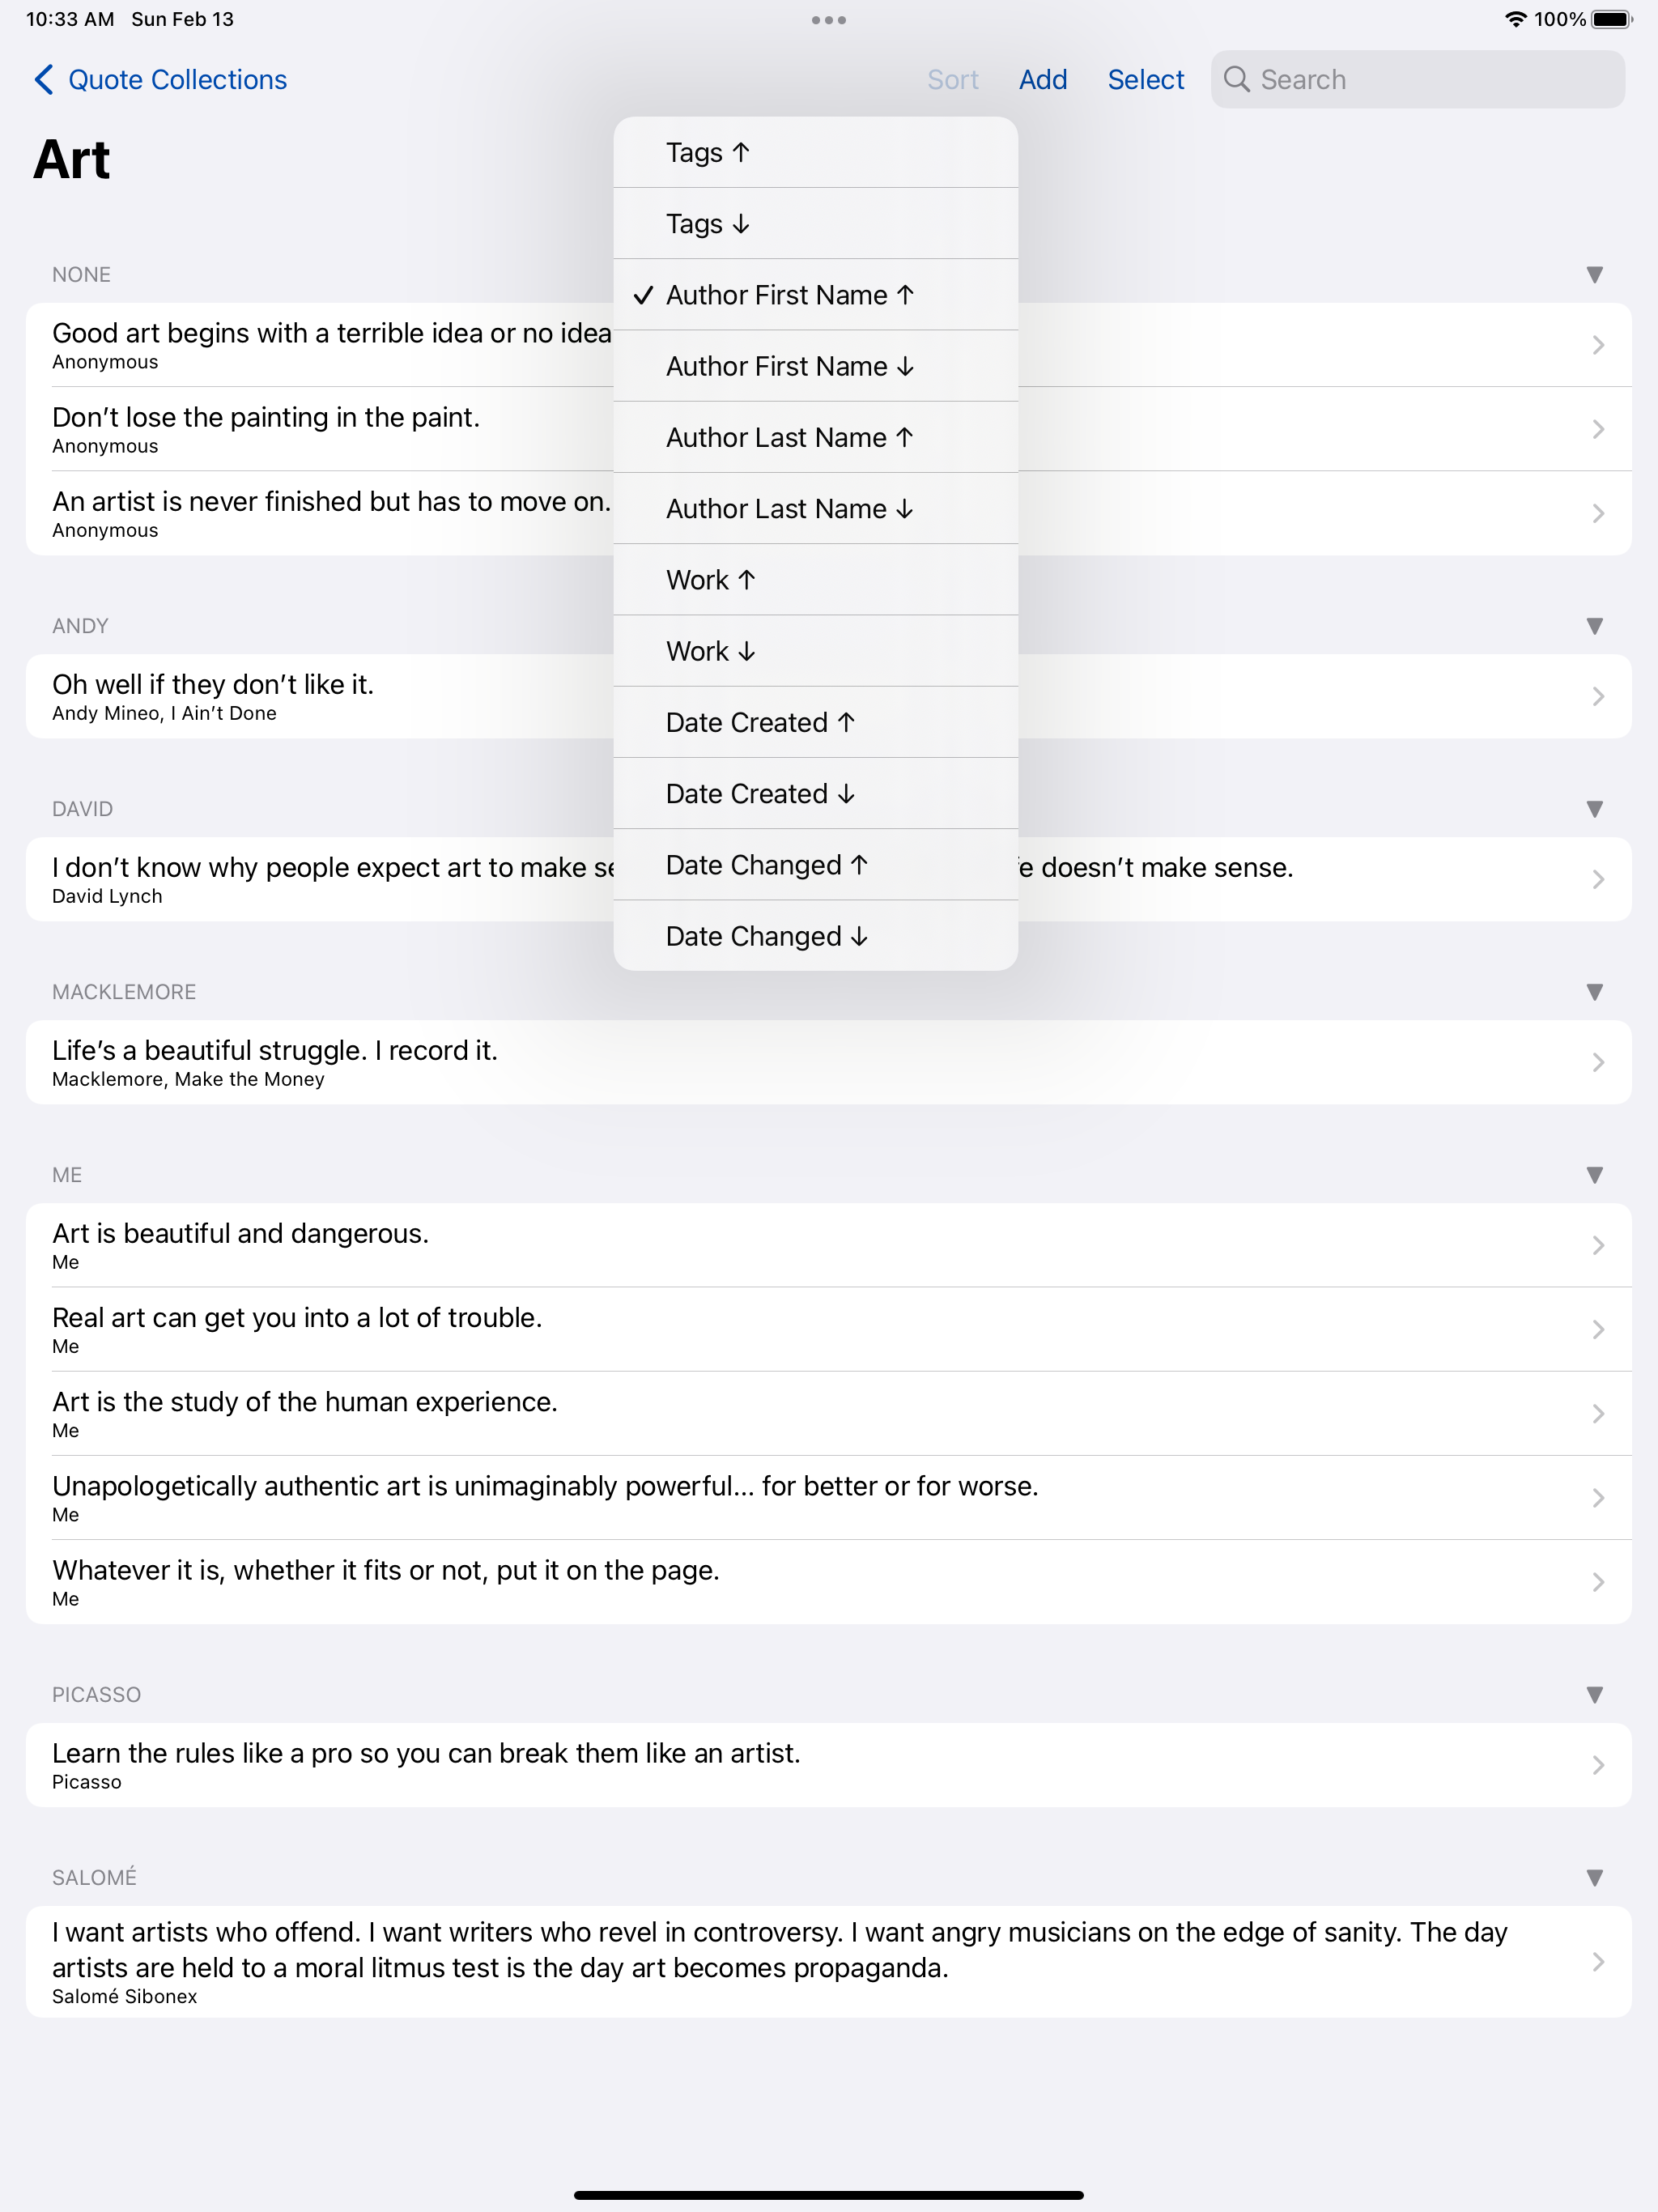 10:33 AM Sun Feb 13
100%
Quote Collections
Sort Add Select Search
Art
Tags ↑
Tags ↓
✓ Author First Name ↑
Author First Name ↓
Author Last Name ↑
Author Last Name ↓
Work ↑
Work ↓
Date Created ↑
Date Created ↓
Date Changed ↑
Date Changed ↓
NONE
Good art begins with a terrible idea or no idea
Anonymous
Don’t lose the painting in the paint.
Anonymous
An artist is never finished but has to move on.
Anonymous
ANDY
Oh well if they don’t like it.
Andy Mineo, I Ain’t Done
DAVID
I don’t know why people expect art to make doesn’t make sense.
David Lynch
MACKLEMORE
Life’s a beautiful struggle. I record it.
Macklemore, Make the Money
ME
Art is beautiful and dangerous.
Me
Real art can get you into a lot of trouble.
Me
Art is the study of the human experience.
Me
Unapologetically authentic art is unimaginably powerful... for better or for worse.
Me
Whatever it is, whether it fits or not, put it on the page.
Me
PICASSO
Learn the rules like a pro so you can break them like an artist.
Picasso
SALOMÉ
I want artists who offend. I want writers who revel in controversy. I want angry musicians on the edge of sanity. The day
artists are held to a moral litmus test is the day art becomes propaganda.
Salomé Sibonex